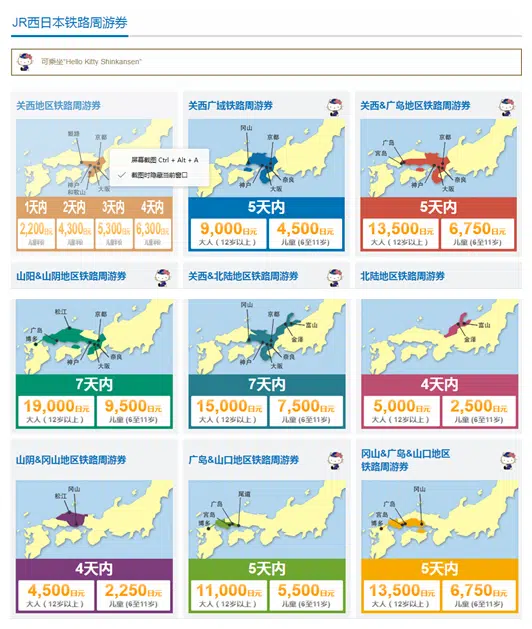 JR西日本铁路周游券
可乘坐"Hello Kitty Shinkansen"
关西地区铁路周游券
姬路 京都
神户 大阪
和歌山
屏幕截图 Ctrl + Alt + A
截图时隐藏当前窗口
1天内 2天内 3天内 4天内
2,200日元 4,300日元 5,300日元 6,300日元
关西广域铁路周游券
冈山 京都
神户 大阪 奈良
5天内
9,000日元 4,500日元
大人（12岁以上） 儿童 (6至11岁)
关西&广岛地区铁路周游券
广岛 京都
宫岛
神户 大阪 奈良
5天内
13,500日元 6,750日元
大人（12岁以上） 儿童 (6至11岁)
山阳&山阴地区铁路周游券
松江 京都
广岛
博多
神户 大阪 奈良
7天内
19,000日元 9,500日元
大人（12岁以上） 儿童 (6至11岁)
关西&北陆地区铁路周游券
冈山 京都
富山
金泽
神户 大阪 奈良
7天内
15,000日元 7,500日元
大人（12岁以上） 儿童 (6至11岁)
北陆地区铁路周游券
富山
金泽
4天内
5,000日元 2,500日元
大人（12岁以上） 儿童 (6至11岁)
山阴&冈山地区铁路周游券
冈山
松江
4天内
4,500日元 2,250日元
大人（12岁以上） 儿童 (6至11岁)
广岛&山口地区铁路周游券
尾道
广岛
宫岛
博多
5天内
11,000日元 5,500日元
大人（12岁以上） 儿童 (6至11岁)
冈山&广岛&山口地区
铁路周游券
冈山
广岛
宫岛
博多
5天内
13,500日元 6,750日元
大人（12岁以上） 儿童 (6至11岁)